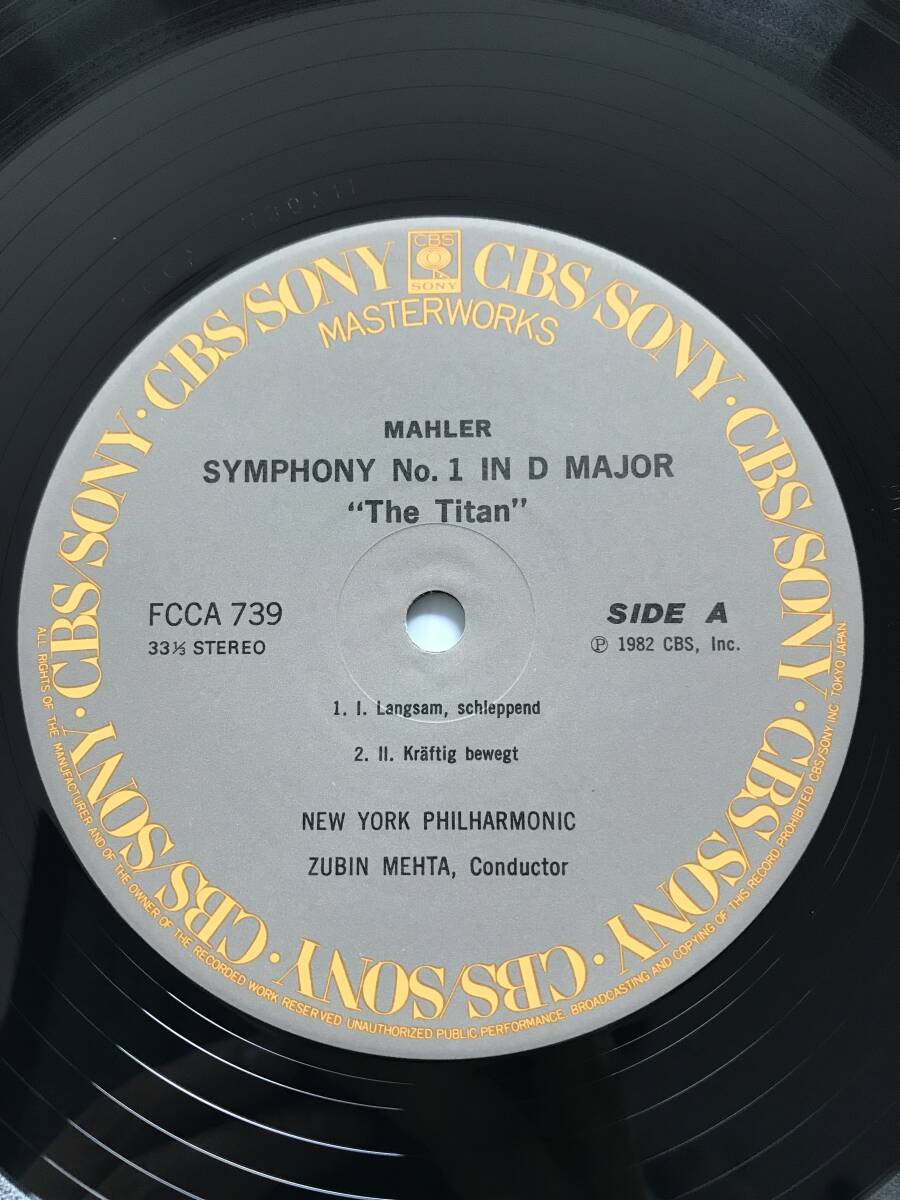 CBS
SONY
CBS/SONY · CBS/SONY · CBS/SONY · CBS/SONY · CBS/SONY · CBS/SONY · CBS/SONY · CBS/SONY
MASTERWORKS
MAHLER
SYMPHONY No. 1 IN D MAJOR
“The Titan”
FCCA 739
33⅓ STEREO
SIDE A
Ⓟ 1982 CBS, Inc.
1. I. Langsam, schleppend
2. II. Kräftig bewegt
NEW YORK PHILHARMONIC
ZUBIN MEHTA, Conductor
ALL RIGHTS OF THE MANUFACTURER AND OF THE OWNER OF THE RECORDED WORK RESERVED UNAUTHORIZED PUBLIC PERFORMANCE, BROADCASTING AND COPYING OF THIS RECORD PROHIBITED CBS/SONY INC TOKYO JAPAN